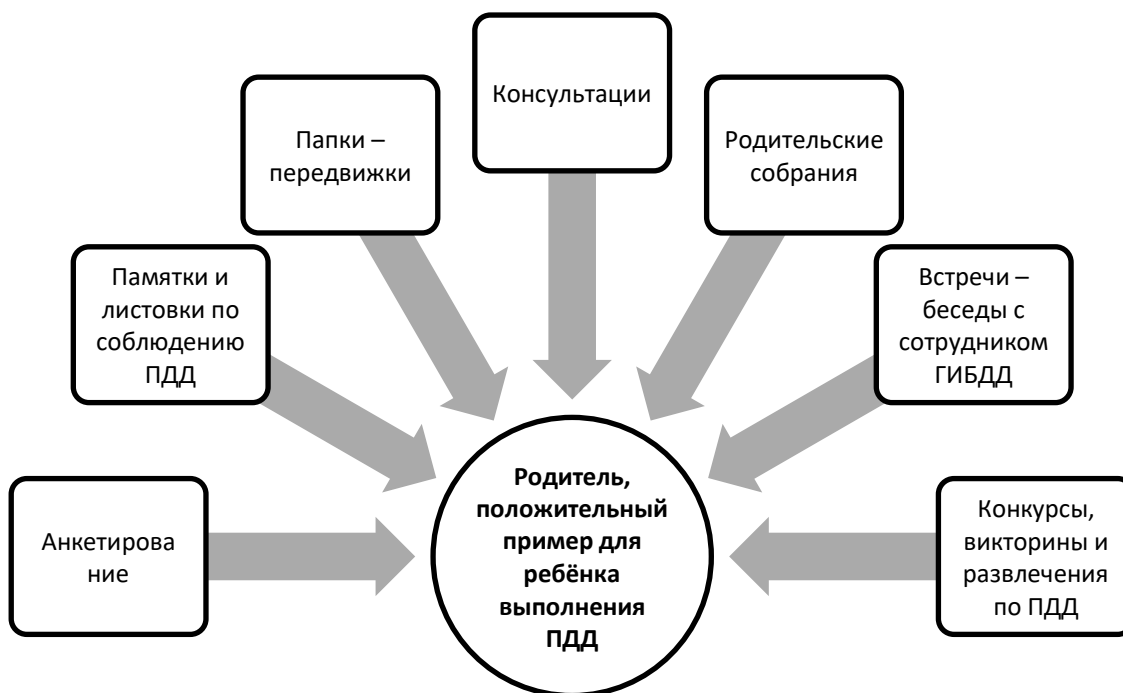 Консультации
Папки –
передвижки
Родительские
собрания
Памятки и
листовки по
соблюдению
ПДД
Встречи –
беседы с
сотрудником
ГИБДД
Анкетирова
ние
Родитель,
положительный
пример для
ребёнка
выполнения
ПДД
Конкурсы,
викторины и
развлечения
по ПДД